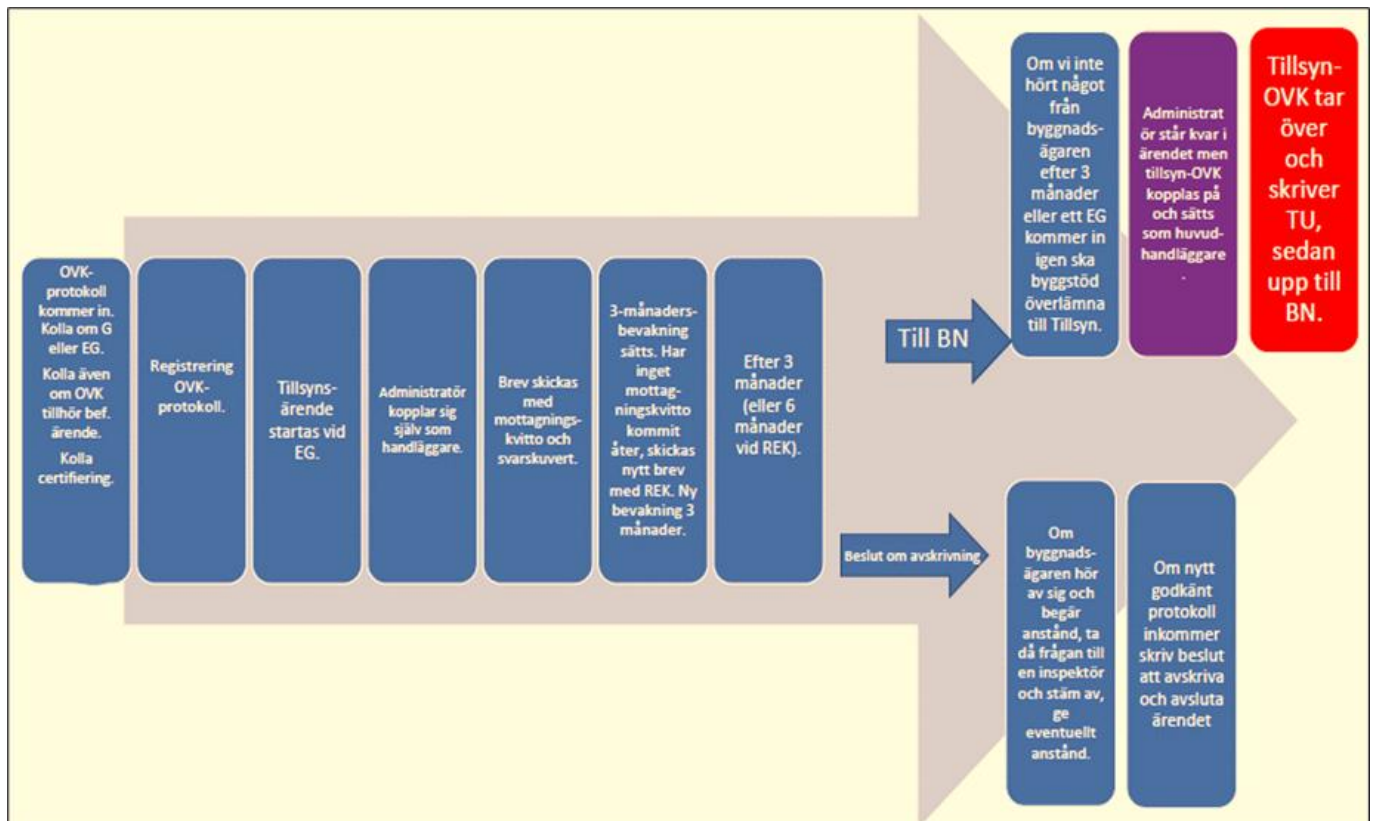 OVK-
protokoll
kommer in.
Kolla om G
eller EG.
Kolla även
om OVK
tillhör bef.
ärende.
Kolla
certifiering.
Registrering
OVK-
protokoll.
Tillsyns-
ärende
startas vid
EG.
Administratör
kopplar sig
själv som
handläggare.
Brev skickas
med
mottagnings-
kvitto och
svarskuvert.
3-månaders-
bevakning
sätts. Har
inget
mottag-
ningskvitto
kommit
åter, skickas
nytt brev
med REK. Ny
bevakning 3
månader.
Efter 3
månader
(eller 6
månader
vid REK).
Till BN
Om vi inte
hört något
från
byggnads-
ägaren
efter 3
månader
eller ett EG
kommer in
igen ska
byggstöd
överlämna
till Tillsyn.
Administrat
ör står kvar i
ärendet men
tillsyn-OVK
kopplas på
och sätts
som huvud-
handläggare
.
Tillsyn-
OVK tar
över
och
skriver
TU,
sedan
upp till
BN.
Beslut om avskrivning
Om
byggnads-
ägaren hör
av sig och
begär
anstånd, ta
då frågan till
en inspektör
och stäm av,
ge
eventuellt
anstånd.
Om nytt
godkänt
protokoll
inkommer
skriv beslut
att avskriva
och avsluta
ärendet